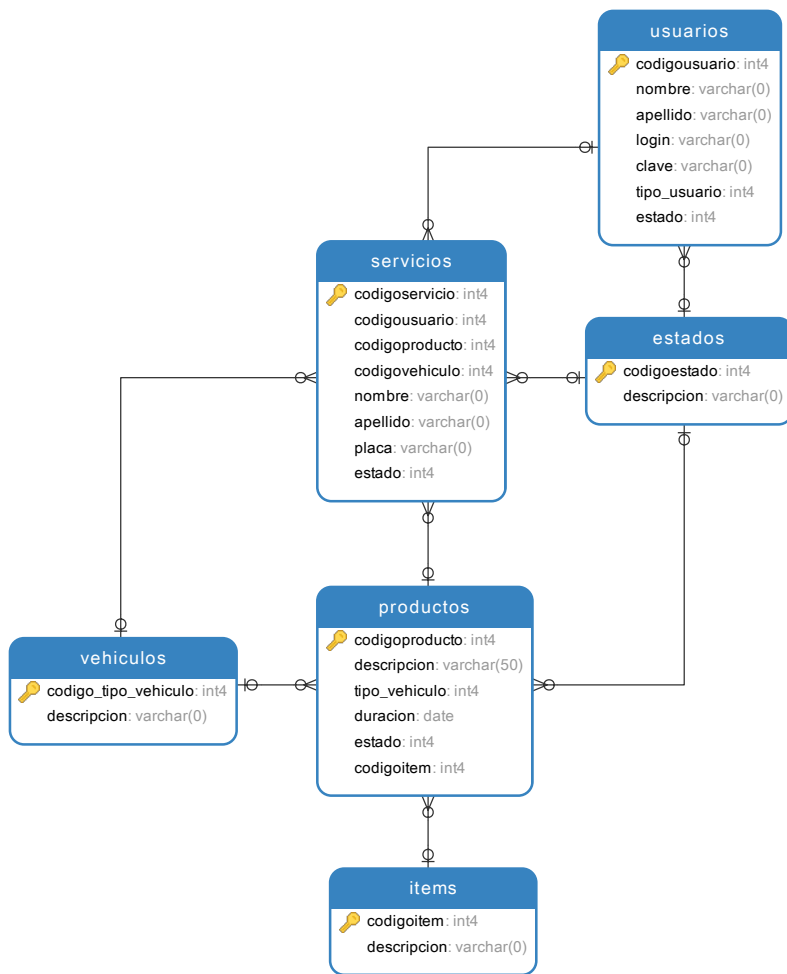 usuarios
codigousuario: int4
nombre: varchar(0)
apellido: varchar(0)
login: varchar(0)
clave: varchar(0)
tipo_usuario: int4
estado: int4
servicios
codigoservicio: int4
codigousuario: int4
codigoproducto: int4
codigovehiculo: int4
nombre: varchar(0)
apellido: varchar(0)
placa: varchar(0)
estado: int4
estados
codigoestado: int4
descripcion: varchar(0)
vehiculos
codigo_tipo_vehiculo: int4
descripcion: varchar(0)
productos
codigoproducto: int4
descripcion: varchar(50)
tipo_vehiculo: int4
duracion: date
estado: int4
codigoitem: int4
items
codigoitem: int4
descripcion: varchar(0)